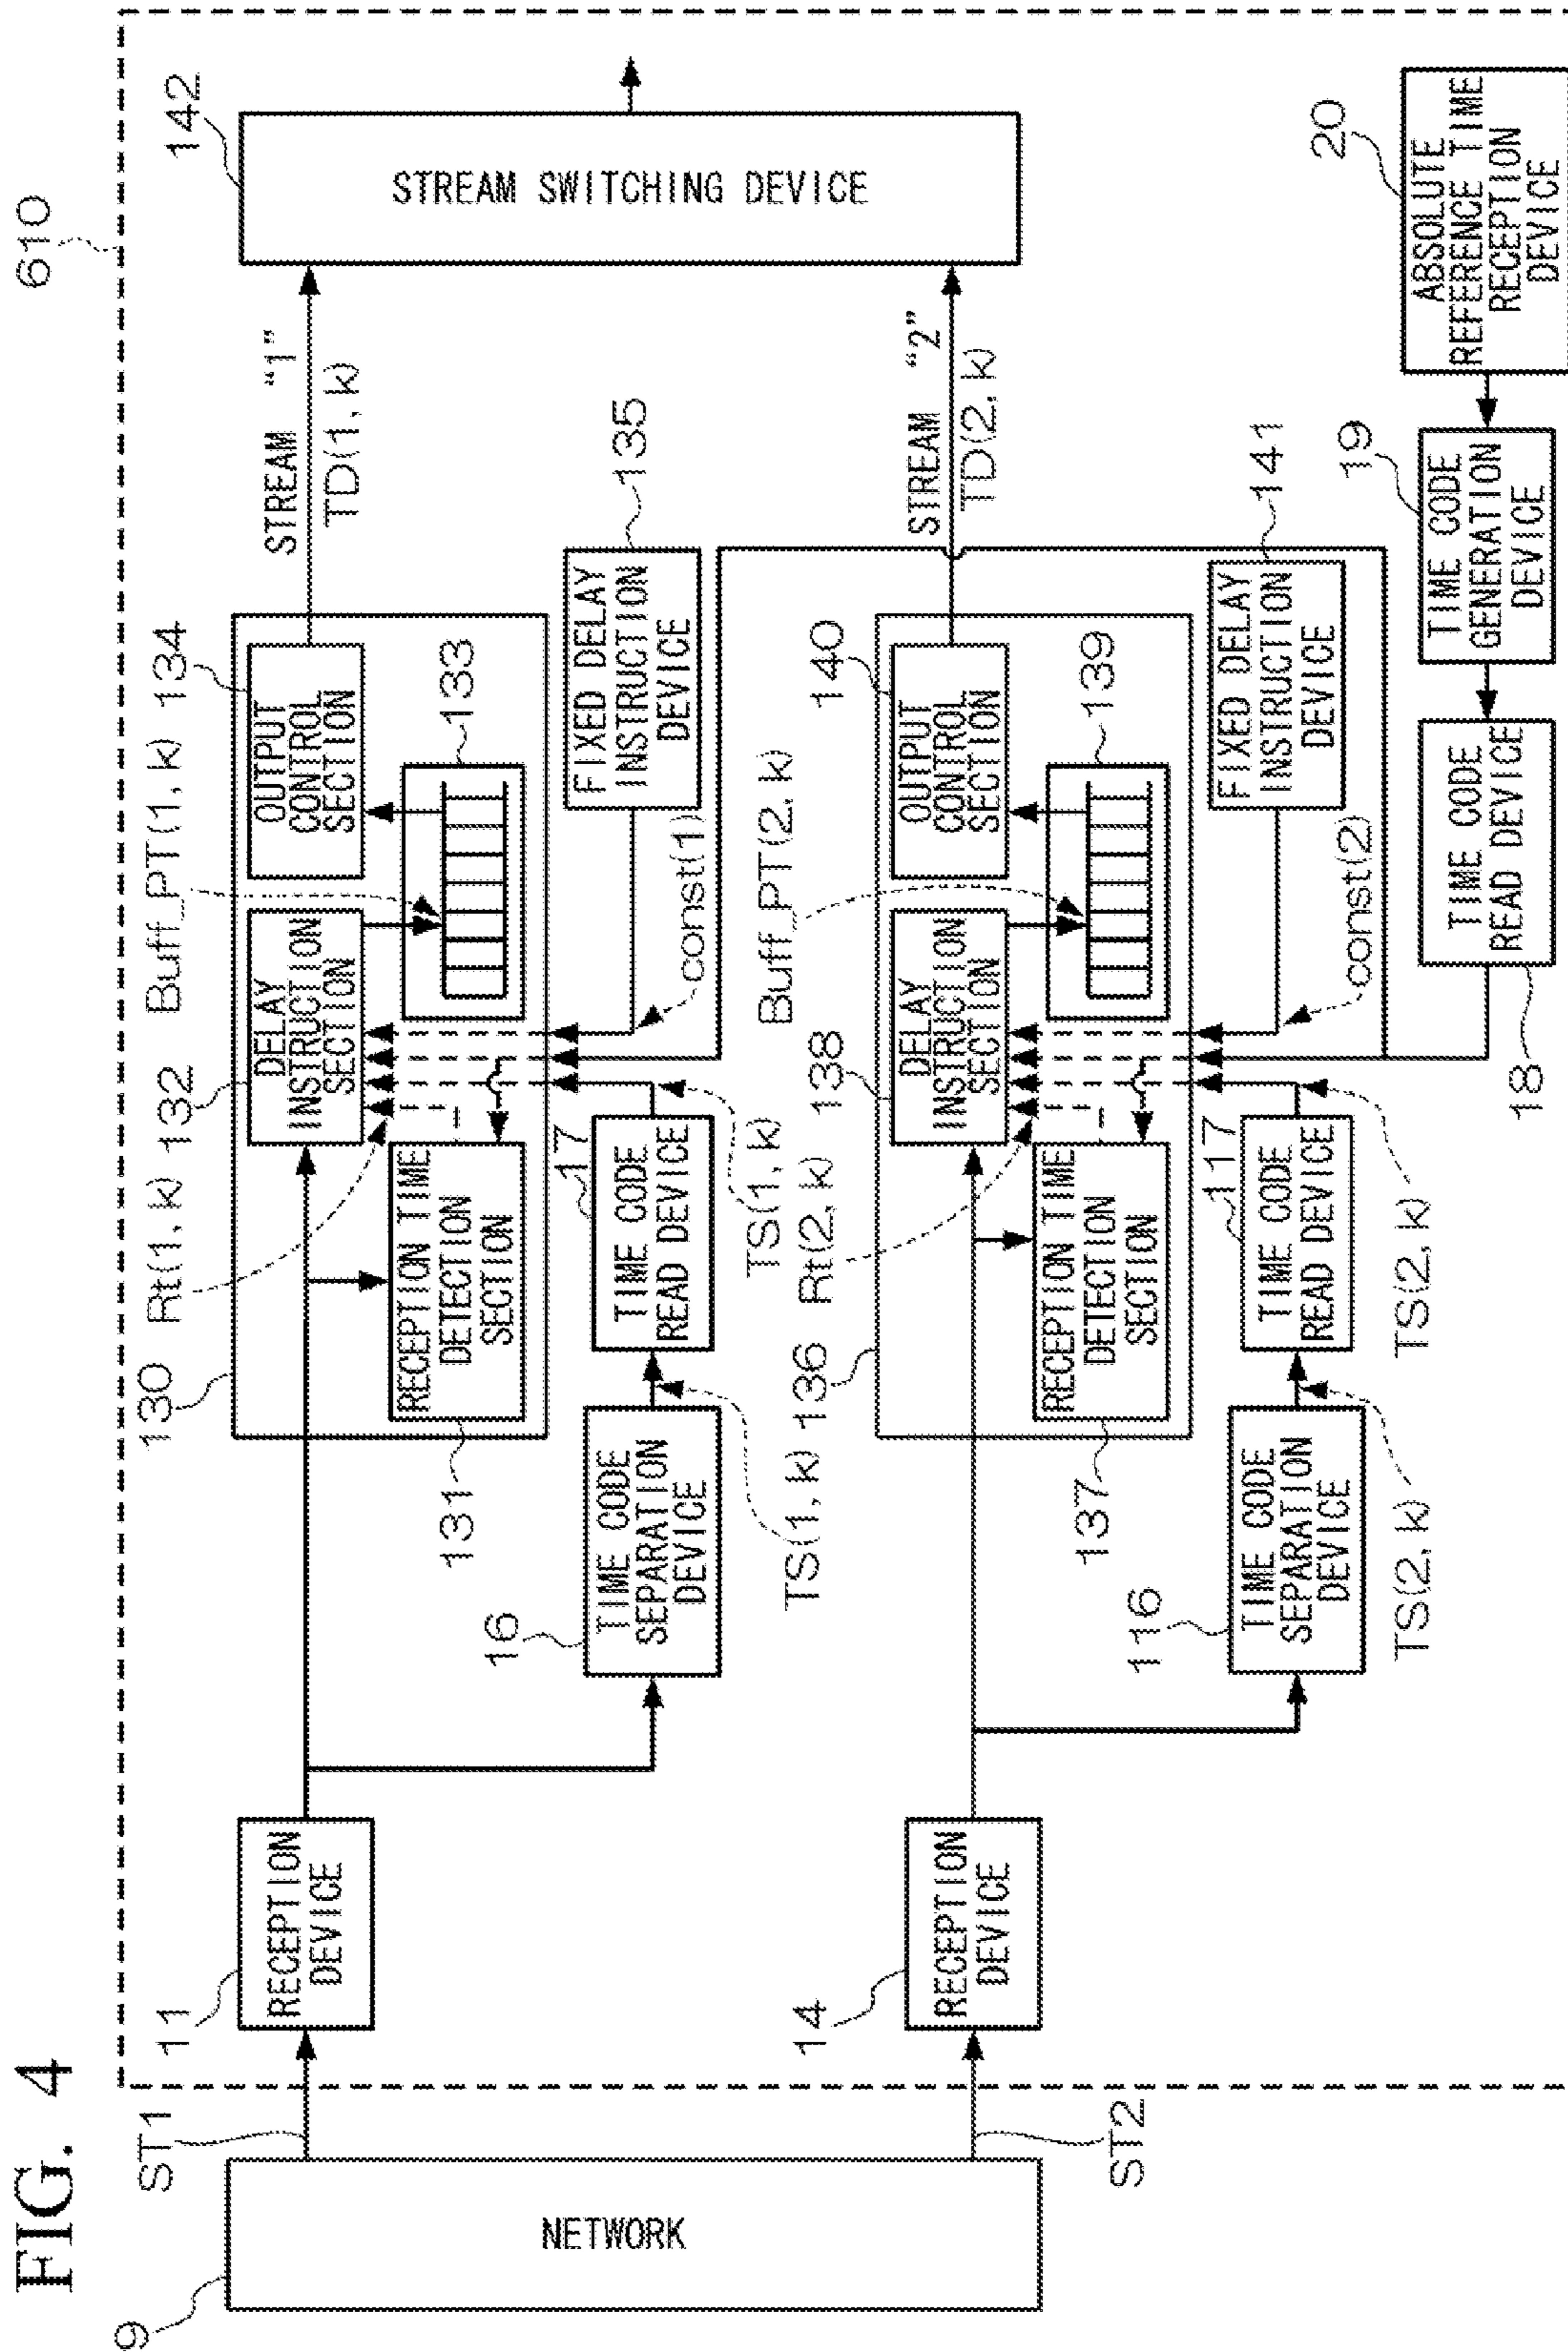 FIG. 4
610
9
NETWORK
ST1
ST2
11
RECEPTION
DEVICE
14
RECEPTION
DEVICE
130
Rt(1, k)
132
Buff_PT(1, k)
134
DELAY
INSTRUCTION
SECTION
OUTPUT
CONTROL
SECTION
RECEPTION TIME
DETECTION
SECTION
131
133
16
TIME CODE
SEPARATION
DEVICE
TS(1, k)
17
TIME CODE
READ DEVICE
TS(1, k)
FIXED DELAY
INSTRUCTION
DEVICE
135
const(1)
STREAM "1"
TD(1, k)
142
STREAM SWITCHING DEVICE
136
Rt(2, k)
138
Buff_PT(2, k)
140
DELAY
INSTRUCTION
SECTION
OUTPUT
CONTROL
SECTION
RECEPTION TIME
DETECTION
SECTION
137
139
116
TIME CODE
SEPARATION
DEVICE
TS(2, k)
117
TIME CODE
READ DEVICE
TS(2, k)
FIXED DELAY
INSTRUCTION
DEVICE
141
const(2)
STREAM "2"
TD(2, k)
18
TIME CODE
READ DEVICE
19
TIME CODE
GENERATION
DEVICE
20
ABSOLUTE
REFERENCE TIME
RECEPTION
DEVICE